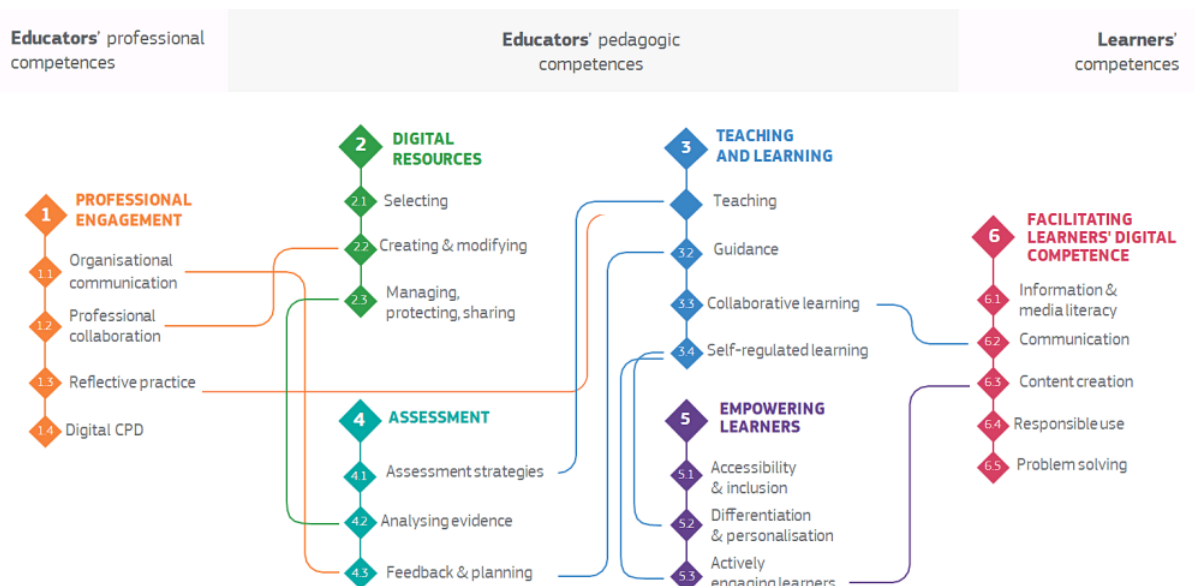 Educators' professional
competences
Educators' pedagogic
competences
Learners'
competences
1
PROFESSIONAL
ENGAGEMENT
1.1
Organisational
communication
1.2
Professional
collaboration
1.3
Reflective practice
1.4
Digital CPD
2
DIGITAL
RESOURCES
2.1
Selecting
2.2
Creating & modifying
2.3
Managing,
protecting, sharing
3
TEACHING
AND LEARNING
Teaching
3.2
Guidance
3.3
Collaborative learning
3.4
Self-regulated learning
4
ASSESSMENT
4.1
Assessment strategies
4.2
Analysing evidence
4.3
Feedback & planning
5
EMPOWERING
LEARNERS
5.1
Accessibility
& inclusion
5.2
Differentiation
& personalisation
5.3
Actively
engaging learners
6
FACILITATING
LEARNERS' DIGITAL
COMPETENCE
6.1
Information &
media literacy
6.2
Communication
6.3
Content creation
6.4
Responsible use
6.5
Problem solving